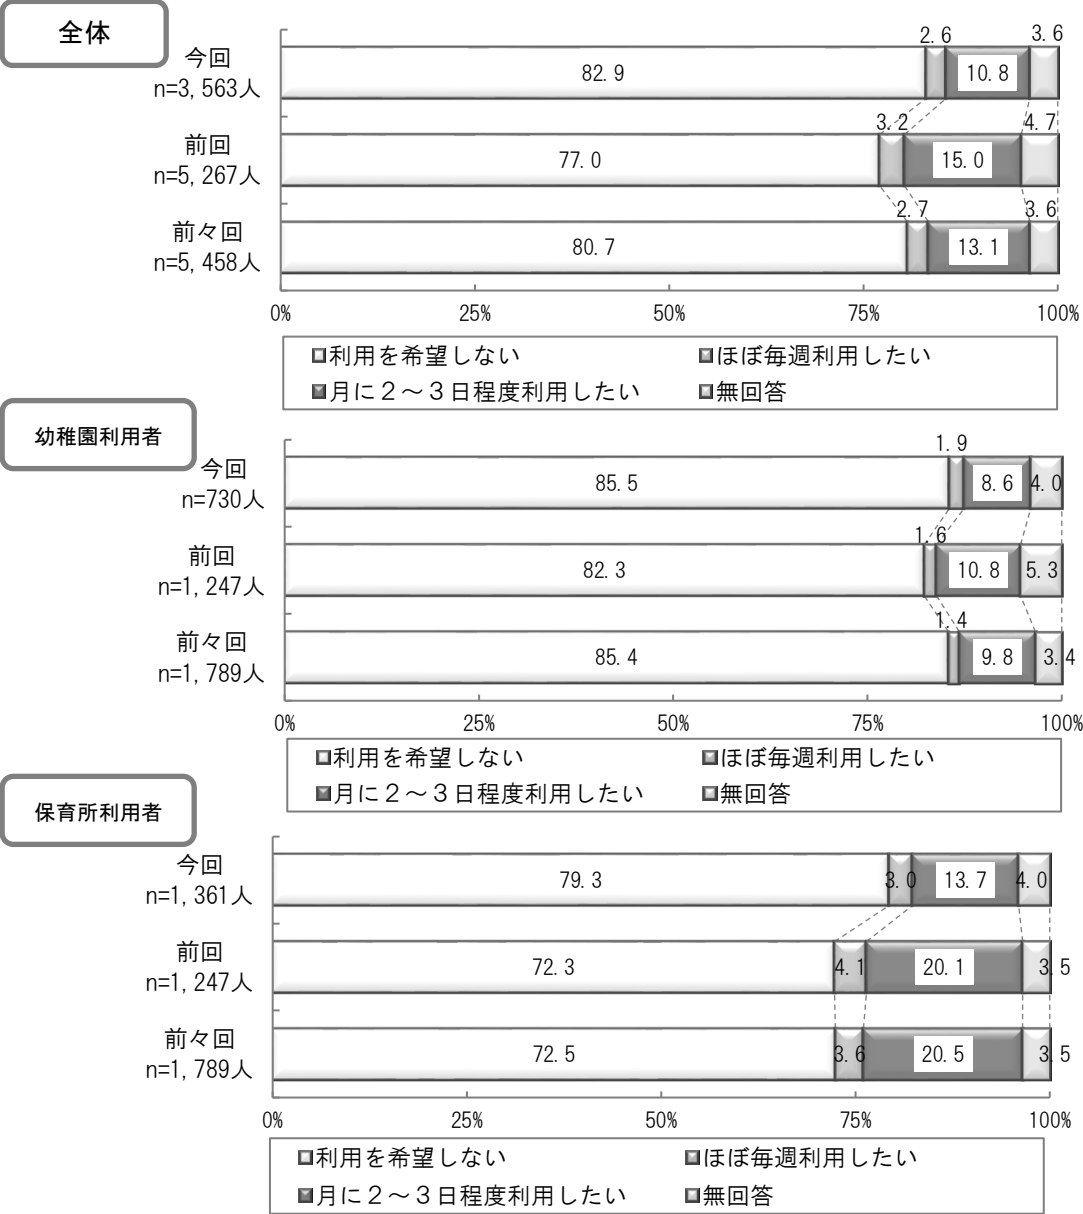 全体
2.6 3.6
今回 82.9 10.8
n=3,563人
3.2 4.7
前回 77.0 15.0
n=5,267人
2.7 3.6
前々回 80.7 13.1
n=5,458人
0% 25% 50% 75% 100%
利用を希望しない ほぼ毎週利用したい
月に２～３日程度利用したい 無回答
幼稚園利用者
1.9
今回 85.5 8.6 4.0
n=730人
1.6
前回 82.3 10.8 5.3
n=1,247人
1.4
前々回 85.4 9.8 3.4
n=1,789人
0% 25% 50% 75% 100%
利用を希望しない ほぼ毎週利用したい
月に２～３日程度利用したい 無回答
保育所利用者
今回 79.3 3.0 13.7 4.0
n=1,361人
前回 72.3 4.1 20.1 3.5
n=1,247人
前々回 72.5 3.6 20.5 3.5
n=1,789人
0% 25% 50% 75% 100%
利用を希望しない ほぼ毎週利用したい
月に２～３日程度利用したい 無回答